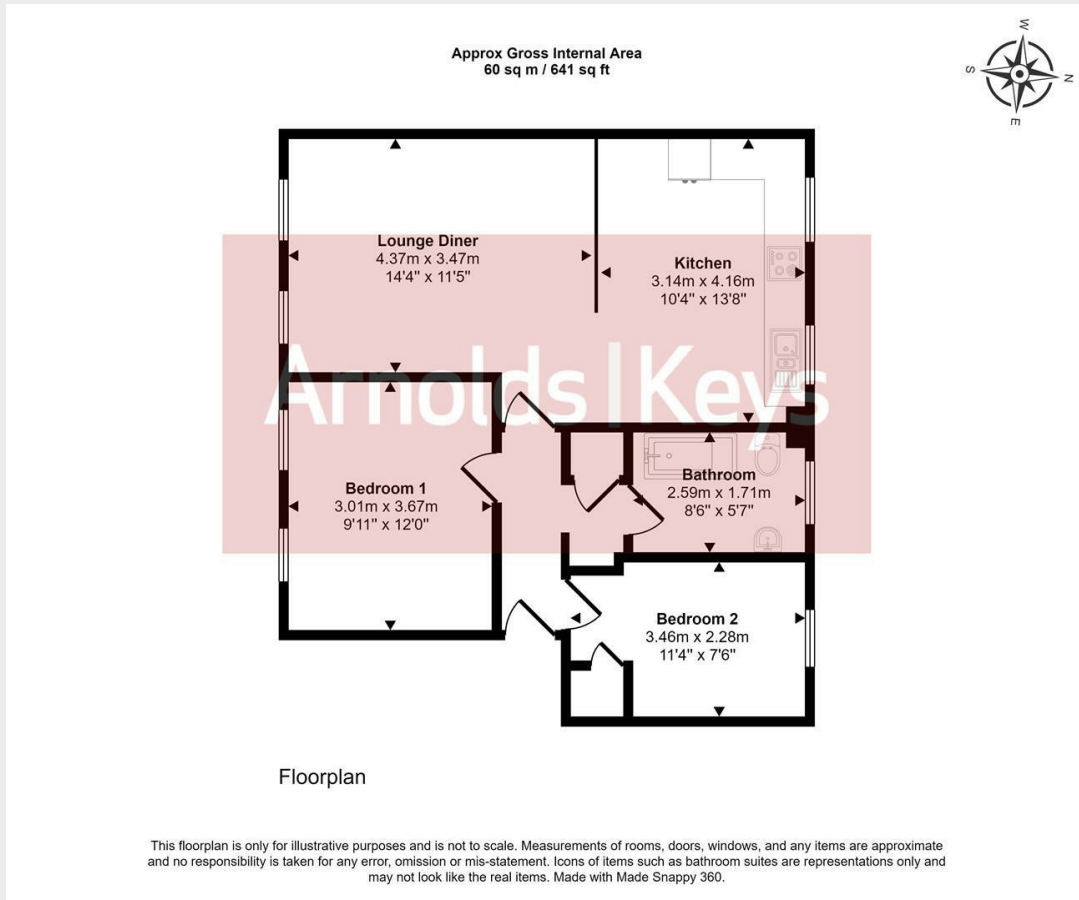 Approx Gross Internal Area
60 sq m / 641 sq ft
W
S
N
E
Lounge Diner
4.37m x 3.47m
14'4" x 11'5"
Kitchen
3.14m x 4.16m
10'4" x 13'8"
Arnolds|Keys
Bedroom 1
3.01m x 3.67m
9'11" x 12'0"
Bathroom
2.59m x 1.71m
8'6" x 5'7"
Bedroom 2
3.46m x 2.28m
11'4" x 7'6"
Floorplan
This floorplan is only for illustrative purposes and is not to scale. Measurements of rooms, doors, windows, and any items are approximate
and no responsibility is taken for any error, omission or mis-statement. Icons of items such as bathroom suites are representations only and
may not look like the real items. Made with Made Snappy 360.